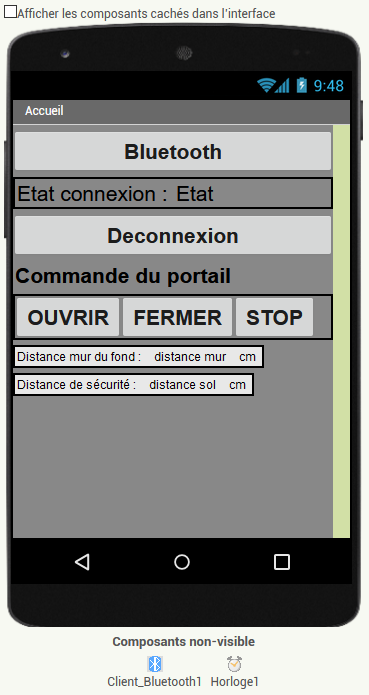 Afficher les composants cachés dans l'interface
9:48
Accueil
Bluetooth
Etat connexion : Etat
Deconnexion
Commande du portail
OUVRIR FERMER STOP
Distance mur du fond : distance mur cm
Distance de sécurité : distance sol cm
Composants non-visible
Client_Bluetooth1 Horloge1